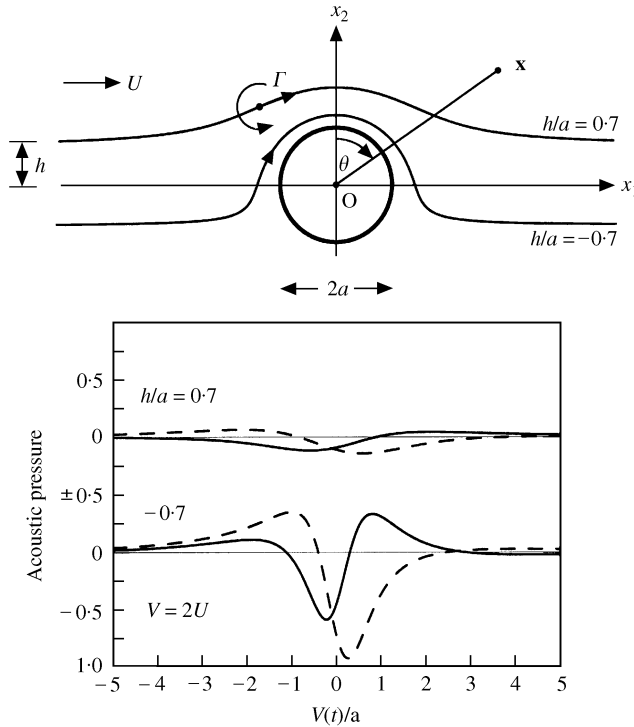 x2
U
Γ
x
h/a = 0·7
h
θ
O
x
h/a = −0·7
2a
0·5
h/a = 0·7
0
±0·5
−0·7
0
−0·5
V = 2U
1·0
Acoustic pressure
−5 −4 −3 −2 −1 0 1 2 3 4 5
V(t)/a